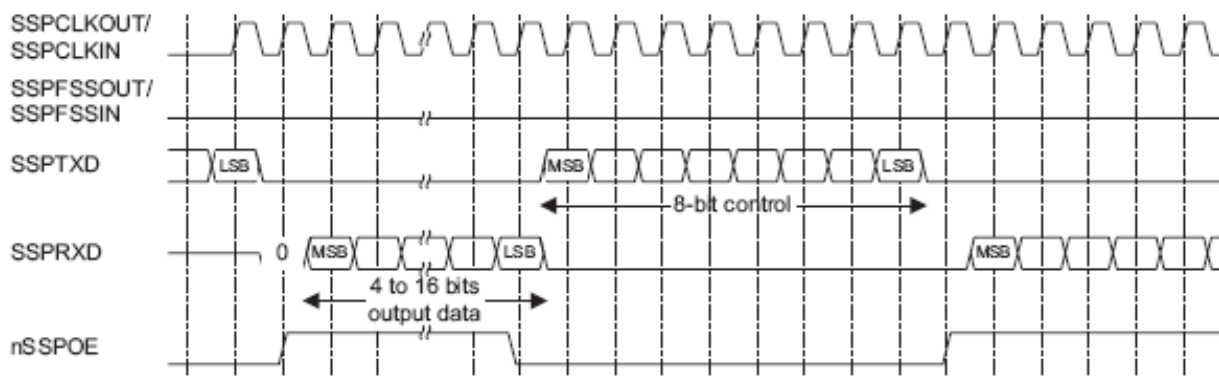 SSPCLKOUT/
SSPCLKIN
SSPFSSOUT/
SSPFSSIN
SSPTXD
LSB
MSB
LSB
8-bit control
SSPRXD
0
MSB
LSB
MSB
4 to 16 bits
output data
nSSPOE